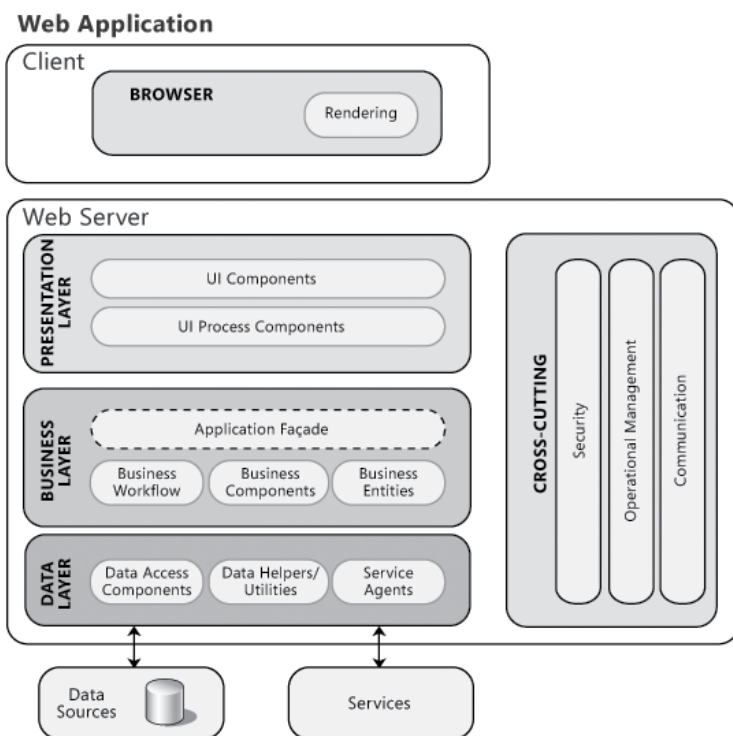 Web Application
Client
BROWSER
Rendering
Web Server
PRESENTATION
LAYER
UI Components
UI Process Components
BUSINESS
LAYER
Application Façade
Business
Workflow
Business
Components
Business
Entities
DATA
LAYER
Data Access
Components
Data Helpers/
Utilities
Service
Agents
CROSS-CUTTING
Security
Operational Management
Communication
Data
Sources
Services